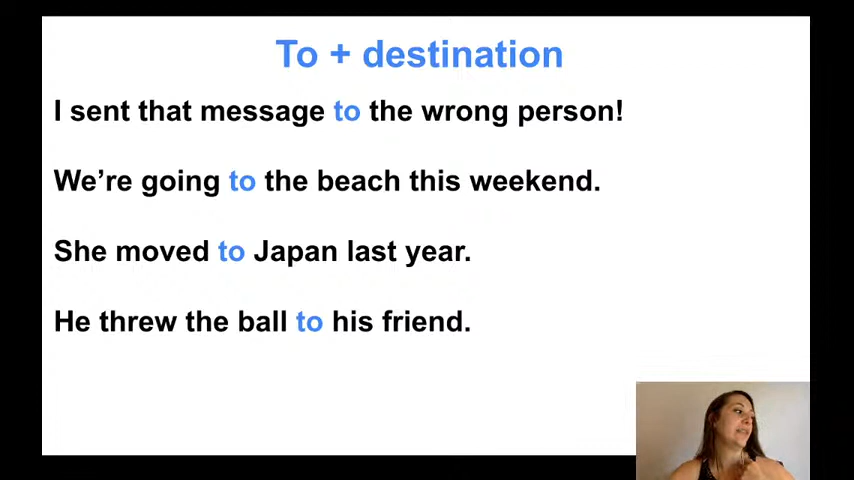 To + destination
I sent that message to the wrong person!
We’re going to the beach this weekend.
She moved to Japan last year.
He threw the ball to his friend.